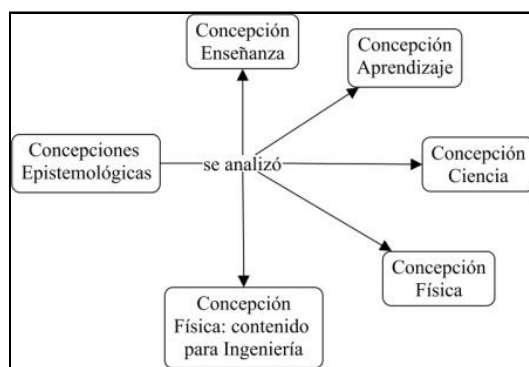 Concepción
Enseñanza
Concepción
Aprendizaje
Concepciones
Epistemológicas
se analizó
Concepción
Ciencia
Concepción
Física
Concepción
Física: contenido
para Ingeniería